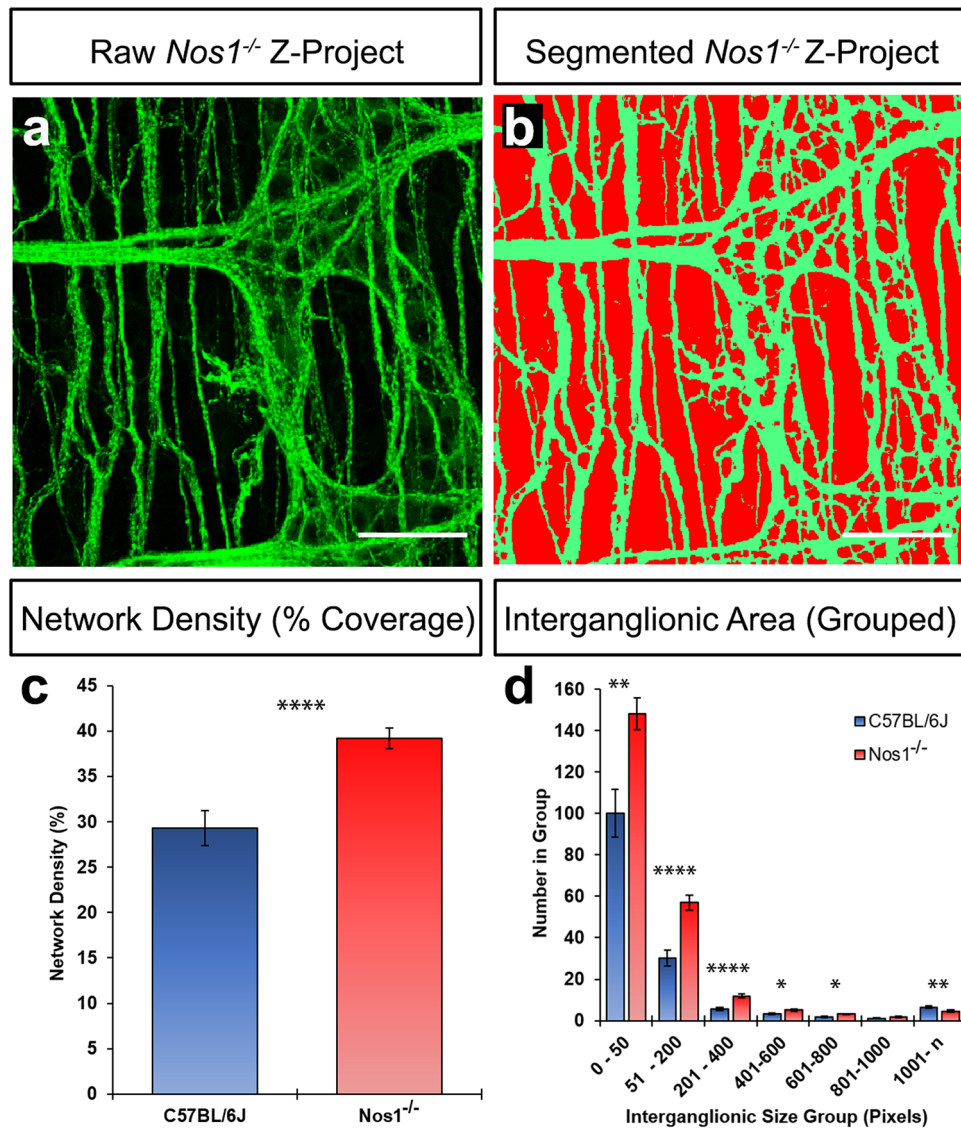 Raw Nos1-/- Z-Project
Segmented Nos1-/- Z-Project
a
b
Network Density (% Coverage)
Interganglionic Area (Grouped)
c
45
40
35
30
25
20
15
10
5
0
Network Density (%)
****
C57BL/6J
Nos1-/-
d
160
140
120
100
80
60
40
20
0
Number in Group
**
****
****
*
*
**
C57BL/6J
Nos1-/-
0 - 50
51 - 200
201 - 400
401-600
601-800
801-1000
1001- n
Interganglionic Size Group (Pixels)